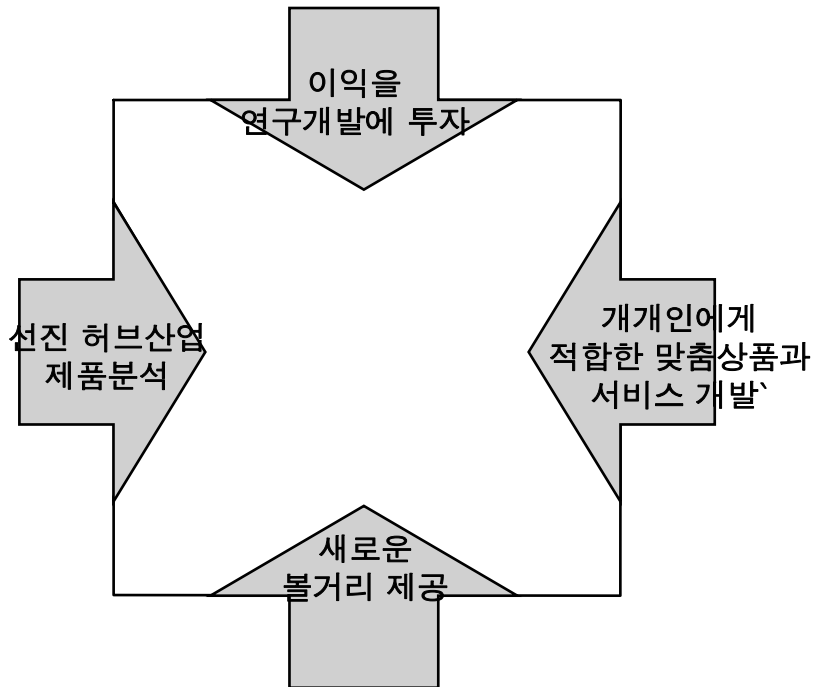 이익을
연구개발에 투자
선진 허브산업
제품분석
개개인에게
적합한 맞춤상품과
서비스 개발`
새로운
볼거리 제공